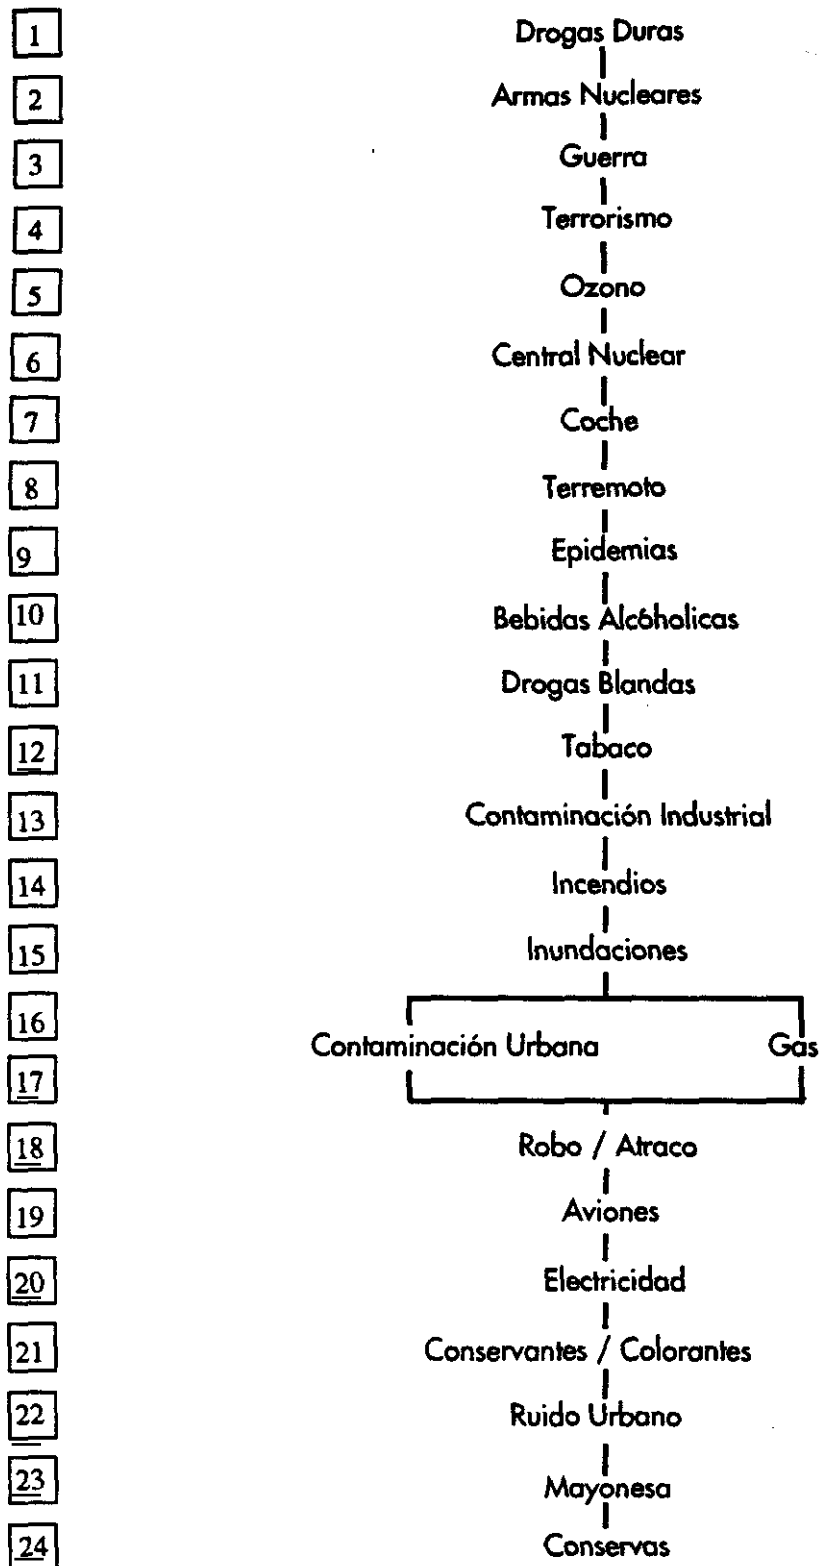 1 Drogas Duras
2 Armas Nucleares
3 Guerra
4 Terrorismo
5 Ozono
6 Central Nuclear
7 Coche
8 Terremoto
9 Epidemias
10 Bebidas Alcóholicas
11 Drogas Blandas
12 Tabaco
13 Contaminación Industrial
14 Incendios
15 Inundaciones
16
Contaminación Urbana Gas
17
18 Robo / Atraco
19 Aviones
20 Electricidad
21 Conservantes / Colorantes
22 Ruido Urbano
23 Mayonesa
24 Conservas